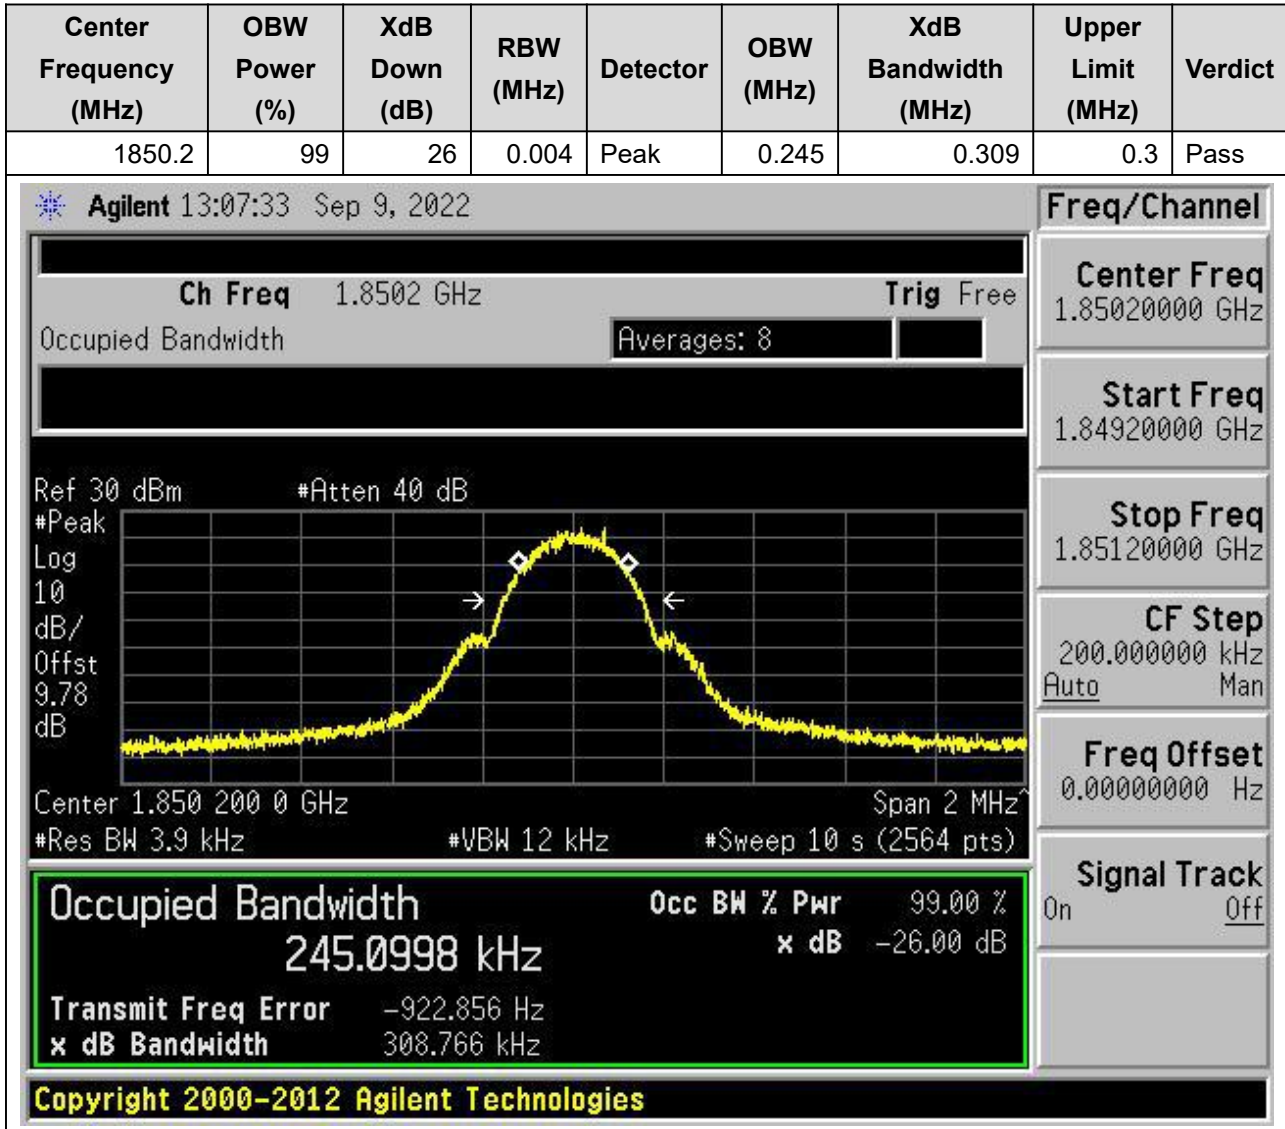 Center Frequency (MHz) OBW Power (%) XdB Down (dB) RBW (MHz) Detector OBW (MHz) XdB Bandwidth (MHz) Upper Limit (MHz) Verdict
1850.2 99 26 0.004 Peak 0.245 0.309 0.3 Pass
Agilent 13:07:33 Sep 9, 2022
Freq/Channel
Ch Freq 1.8502 GHz Trig Free
Occupied Bandwidth Averages: 8
Ref 30 dBm #Atten 40 dB
#Peak
Log
10
dB/
Offst
9.78
dB
Center 1.850 200 0 GHz Span 2 MHz^
#Res BW 3.9 kHz #VBW 12 kHz #Sweep 10 s (2564 pts)
Occupied Bandwidth Occ BW % Pwr 99.00 %
245.0998 kHz x dB -26.00 dB
Transmit Freq Error -922.856 Hz
x dB Bandwidth 308.766 kHz
Copyright 2000-2012 Agilent Technologies
Center Freq
1.85020000 GHz
Start Freq
1.84920000 GHz
Stop Freq
1.85120000 GHz
CF Step
200.000000 kHz
Auto Man
Freq Offset
0.00000000 Hz
Signal Track
On Off